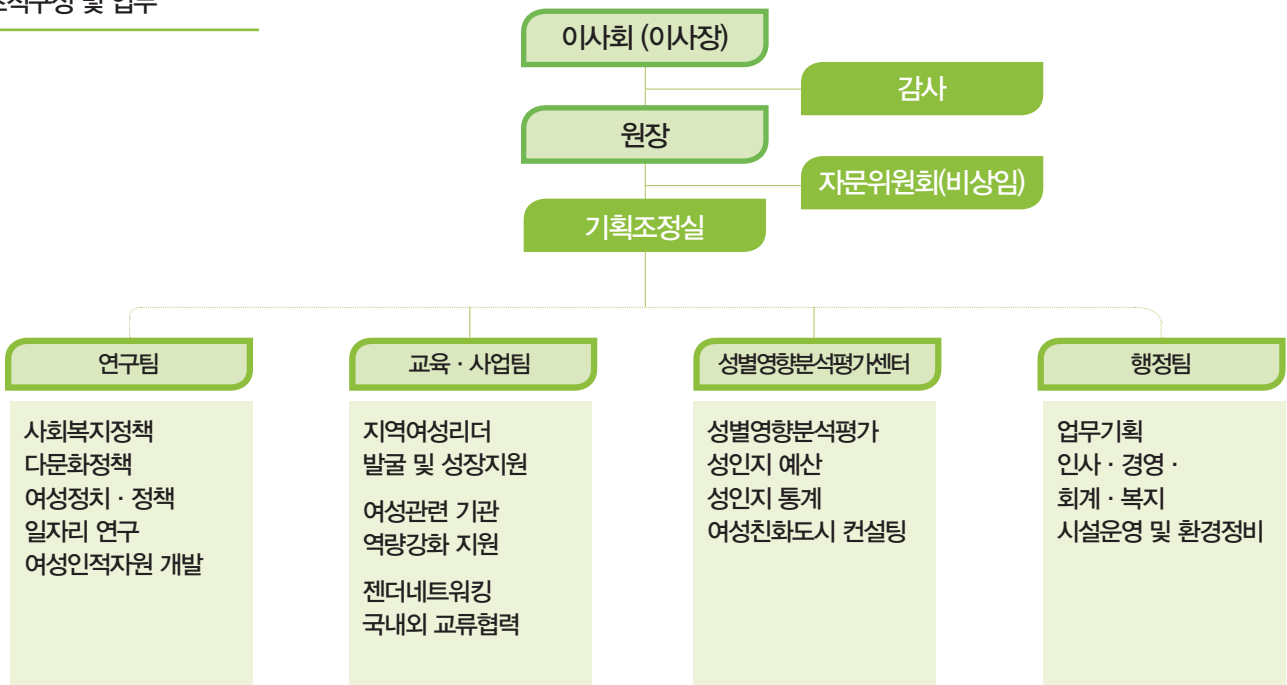 및 업무
이사회 (이사장)
감사
원장
자문위원회(비상임)
기획조정실
연구팀
사회복지정책
다문화정책
여성정치 · 정책
일자리 연구
여성인적자원 개발
교육 · 사업팀
지역여성리더
발굴 및 성장지원
여성관련 기관
역량강화 지원
젠더네트워킹
국내외 교류협력
성별영향분석평가센터
성별영향분석평가
성인지 예산
성인지 통계
여성친화도시 컨설팅
행정팀
업무기획
인사 · 경영 ·
회계 · 복지
시설운영 및 환경정비